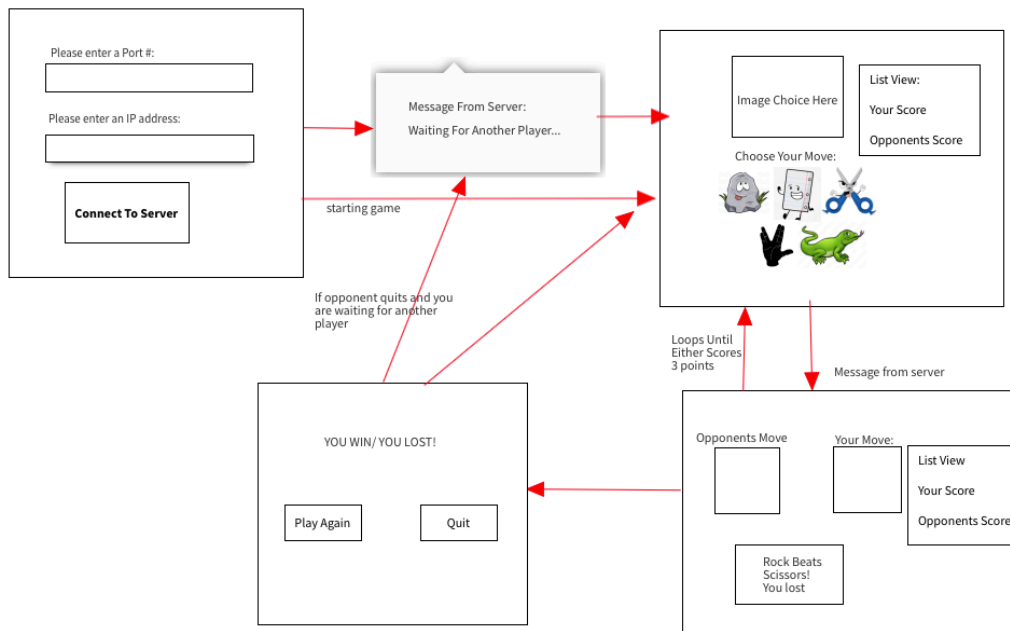 Please enter a Port #:
Please enter an IP address:
Connect To Server
Message From Server:
Waiting For Another Player...
starting game
Image Choice Here
List View:
Your Score
Opponents Score
Choose Your Move:
If opponent quits and you
are waiting for another
player
Loops Until
Either Scores
3 points
Message from server
YOU WIN/ YOU LOST!
Play Again
Quit
Opponents Move
Your Move:
List View
Your Score
Opponents Score
Rock Beats
Scissors!
You lost